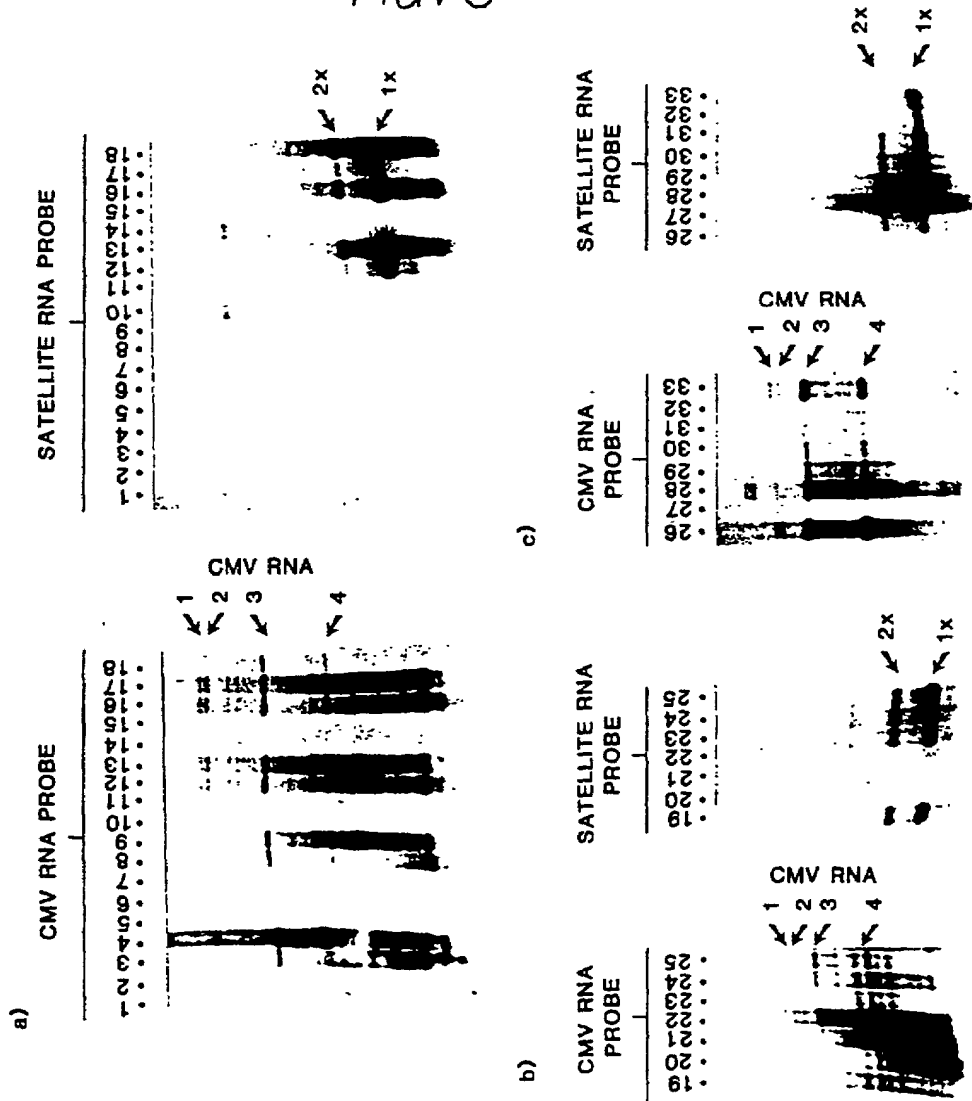 a)
CMV RNA PROBE
1 2 3 4 5 6 7 8 9 10 11 12 13 14 15 16 17 18
CMV RNA
1
2
3
4
SATELLITE RNA PROBE
1 2 3 4 5 6 7 8 9 10 11 12 13 14 15 16 17 18
2x
1x
b)
CMV RNA
PROBE
19 20 21 22 23 24 25
CMV RNA
1
2
3
4
SATELLITE RNA
PROBE
19 20 21 22 23 24 25
2x
1x
c)
CMV RNA
PROBE
26 27 28 29 30 31 32 33
CMV RNA
1
2
3
4
SATELLITE RNA
PROBE
26 27 28 29 30 31 32 33
2x
1x